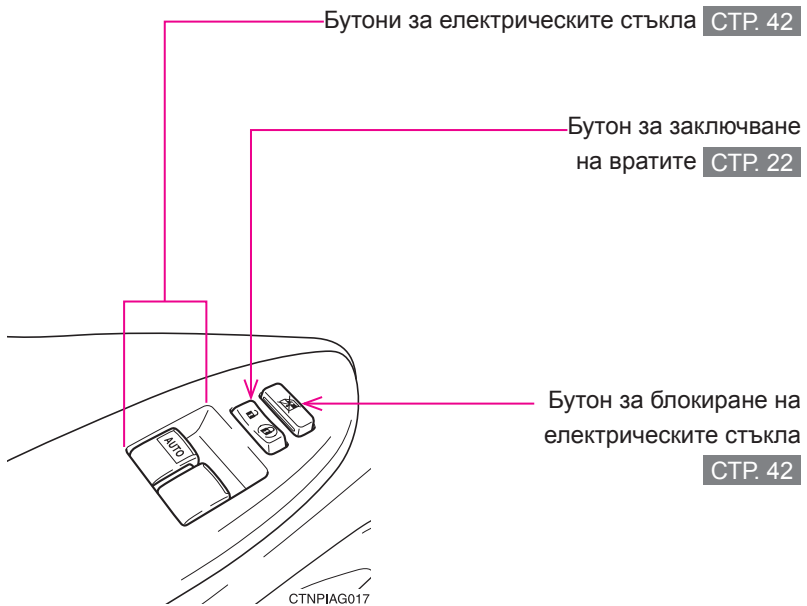 Бутони за електрическите стъкла СТР. 42
Бутон за заключване
на вратите СТР. 22
Бутон за блокиране на
електрическите стъкла
СТР. 42
AUTO
CTNPIAG017